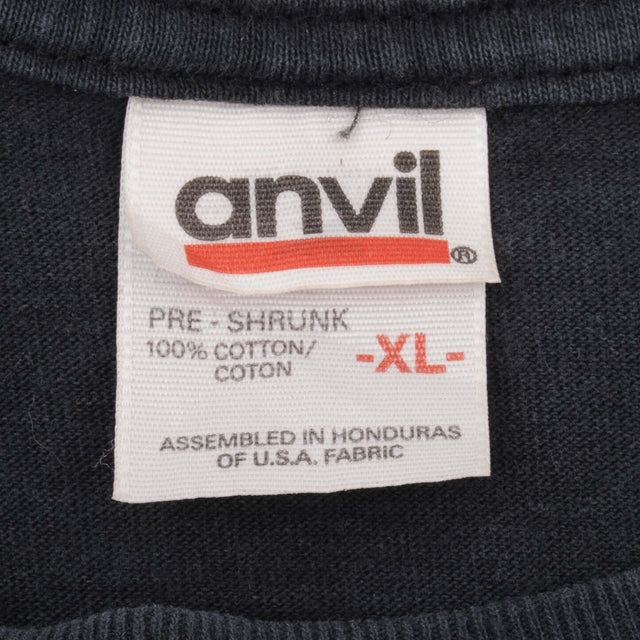 anvil®
PRE - SHRUNK
100% COTTON/
COTON
-XL-
ASSEMBLED IN HONDURAS
OF U.S.A. FABRIC